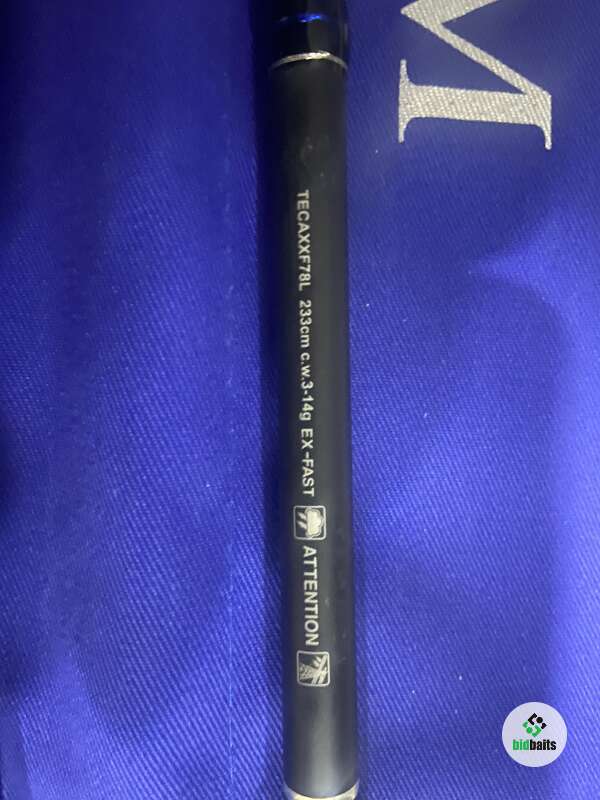 M
TECAXXF78L 233cm c.w.3-14g EX-FAST ATTENTION
bidbaits